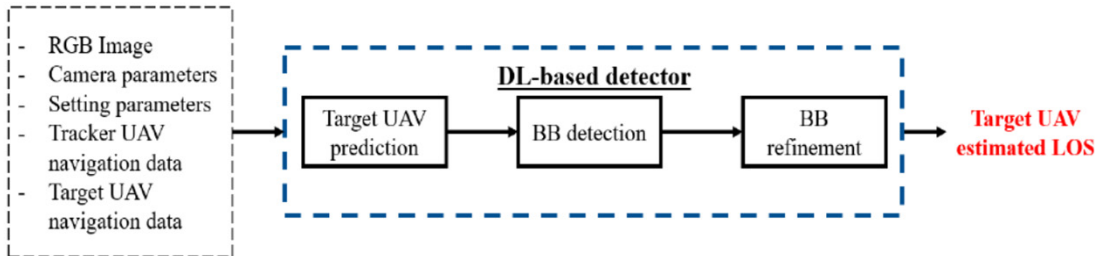 - RGB Image
- Camera parameters
- Setting parameters
- Tracker UAV
navigation data
- Target UAV
navigation data
DL-based detector
Target UAV
prediction
BB detection
BB
refinement
Target UAV
estimated LOS